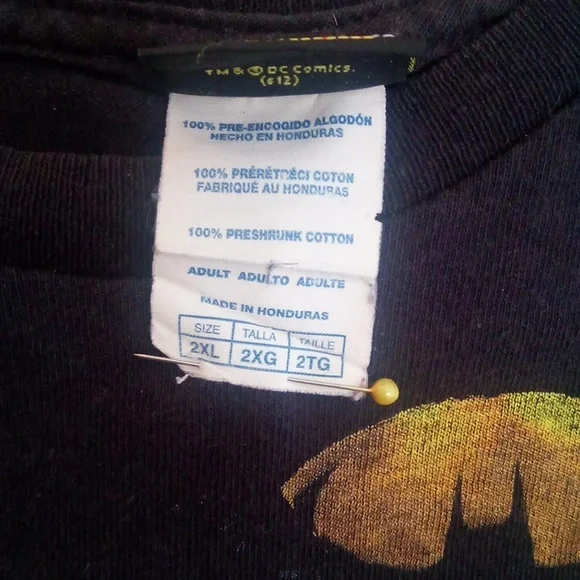 TM & © DC Comics.
(s12)
100% PRE-ENCOGIDO ALGODÓN
HECHO EN HONDURAS
100% PRÉRÉTRÉCI COTON
FABRIQUÉ AU HONDURAS
100% PRESHRUNK COTTON
ADULT ADULTO ADULTE
MADE IN HONDURAS
SIZE TALLA TAILLE
2XL 2XG 2TG